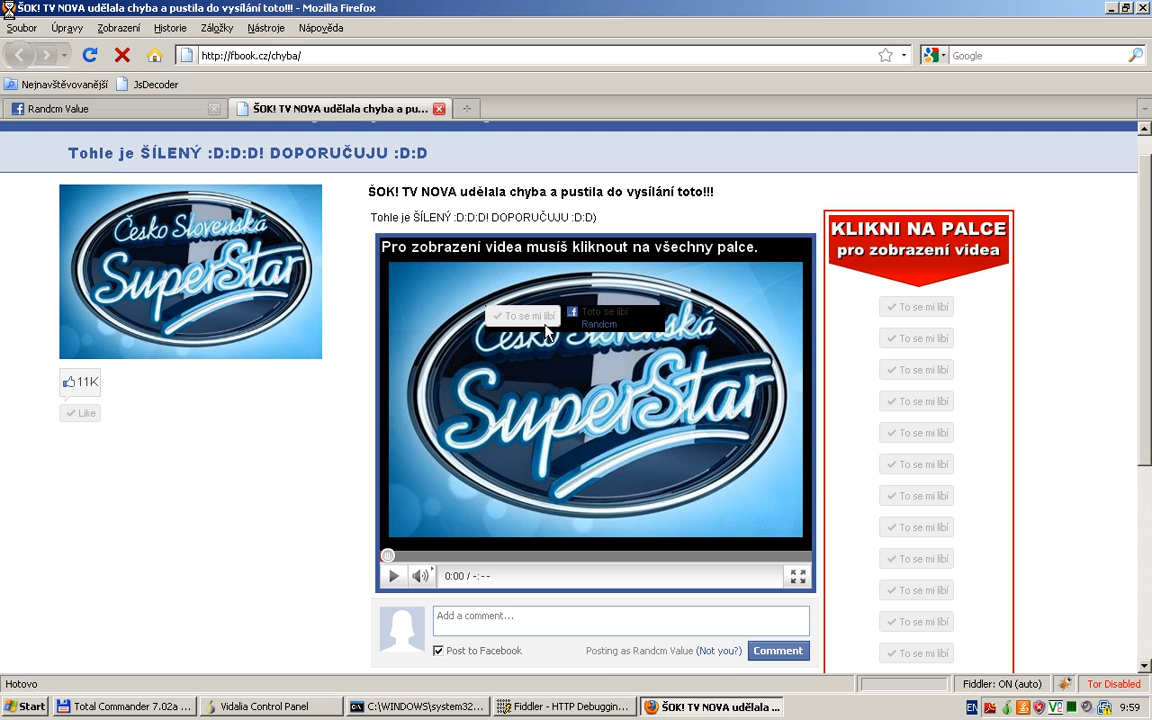 ŠOK! TV NOVA udělala chyba a pustila do vysílání toto!!! - Mozilla Firefox
Soubor Úpravy Zobrazení Historie Záložky Nástroje Nápověda
http://fbook.cz/chyba/
Google
Nejnavštěvovanější JsDecoder
Randcm Value
ŠOK! TV NOVA udělala chyba a pu...
Tohle je ŠÍLENÝ :D:D:D! DOPORUČUJU :D:D
ŠOK! TV NOVA udělala chyba a pustila do vysílání toto!!!
Tohle je ŠÍLENÝ :D:D:D! DOPORUČUJU :D:D)
Česko Slovenská
SuperStar
11K
Like
Pro zobrazení videa musíš kliknout na všechny palce.
To se mi líbí
Toto se líbí
Randcm
Česko Slovenská
SuperStar
0:00 / -:--
Add a comment...
Post to Facebook
Posting as Randcm Value (Not you?)
Comment
KLIKNI NA PALCE
pro zobrazení videa
To se mi líbí
To se mi líbí
To se mi líbí
To se mi líbí
To se mi líbí
To se mi líbí
To se mi líbí
To se mi líbí
To se mi líbí
To se mi líbí
To se mi líbí
To se mi líbí
Hotovo
Fiddler: ON (auto)
Tor Disabled
Start
Total Commander 7.02a ...
Vidalia Control Panel
C:\WINDOWS\system32...
Fiddler - HTTP Debuggin...
ŠOK! TV NOVA udělala ...
EN
9:59